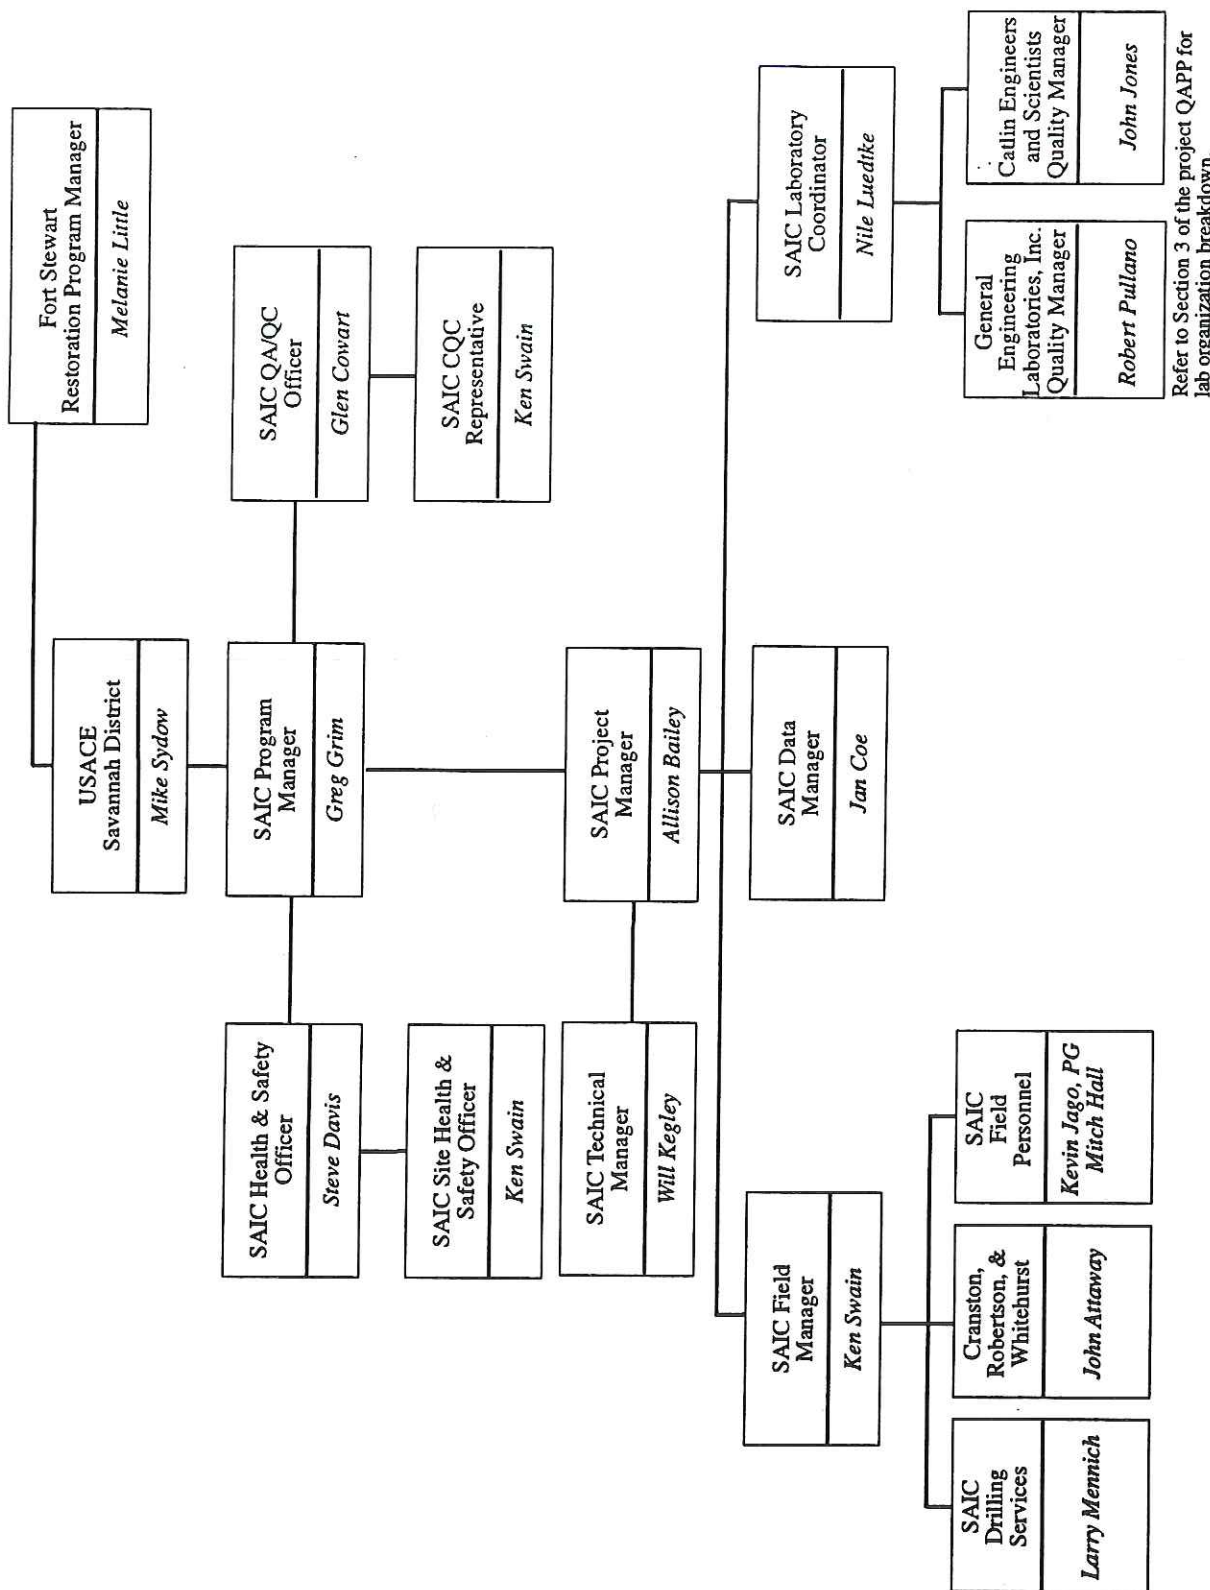 Fort Stewart
Restoration Program Manager
Melanie Little
USACE
Savannah District
Mike Sydow
SAIC Health & Safety
Officer
Steve Davis
SAIC Program
Manager
Greg Grim
SAIC QA/QC
Officer
Glen Cowart
SAIC Site Health &
Safety Officer
Ken Swain
SAIC CQC
Representative
Ken Swain
SAIC Technical
Manager
Will Kegley
SAIC Project
Manager
Allison Bailey
SAIC Field
Manager
Ken Swain
SAIC Data
Manager
Jan Coe
SAIC Laboratory
Coordinator
Nile Luedtke
SAIC
Drilling
Services
Larry Mennich
Cranston,
Robertson, &
Whitehurst
John Attaway
SAIC
Field
Personnel
Kevin Jago, PG
Mitch Hall
General
Engineering
Laboratories, Inc.
Quality Manager
Robert Pullano
Catlin Engineers
and Scientists
Quality Manager
John Jones
Refer to Section 3 of the project QAPP for
lab organization breakdown.